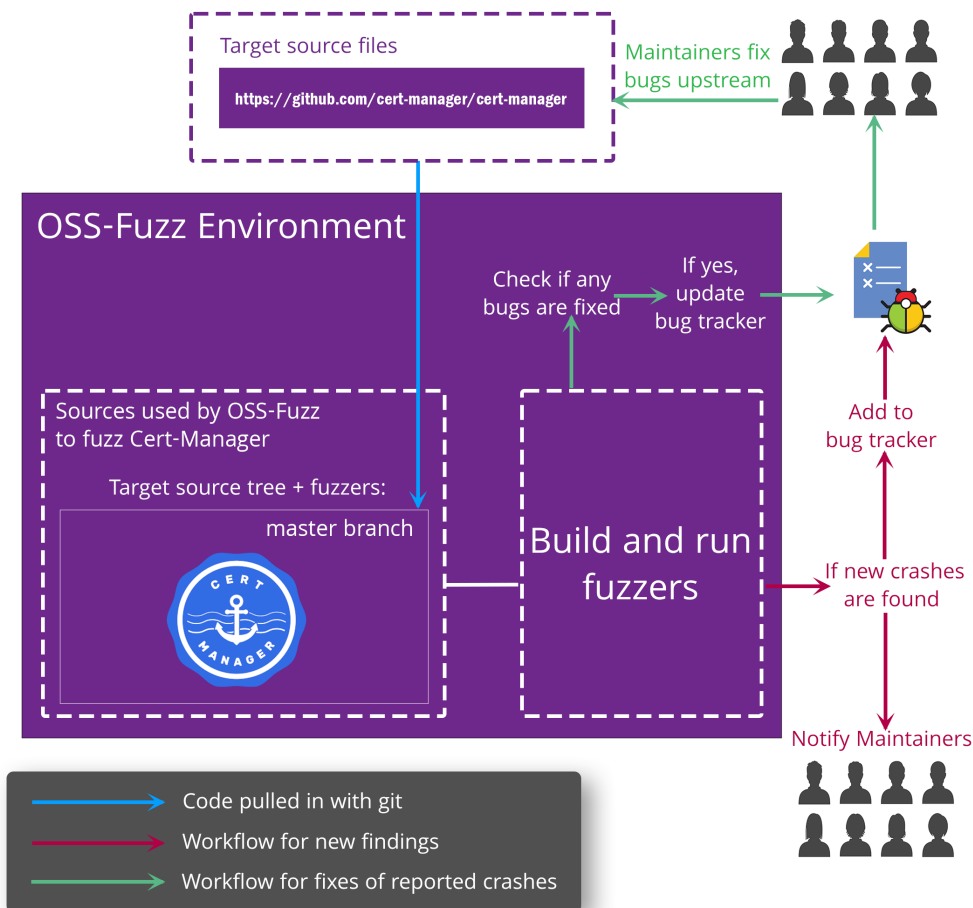 Target source files
https://github.com/cert-manager/cert-manager
Maintainers fix
bugs upstream
OSS-Fuzz Environment
Check if any
bugs are fixed
If yes,
update
bug tracker
Sources used by OSS-Fuzz
to fuzz Cert-Manager
Target source tree + fuzzers:
master branch
CERT
MANAGER
Build and run
fuzzers
Add to
bug tracker
If new crashes
are found
Notify Maintainers
Code pulled in with git
Workflow for new findings
Workflow for fixes of reported crashes